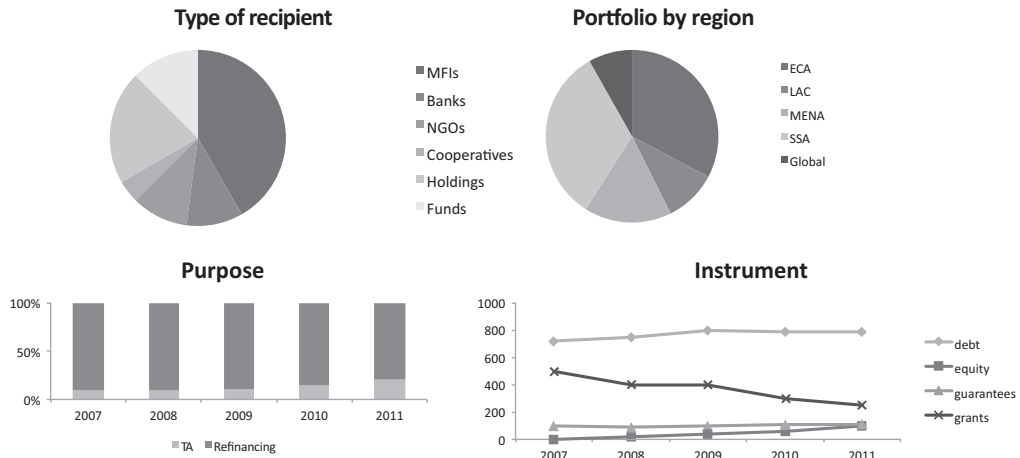 Type of recipient
MFIs
Banks
NGOs
Cooperatives
Holdings
Funds
Portfolio by region
ECA
LAC
MENA
SSA
Global
Purpose
100%
50%
0%
2007 2008 2009 2010 2011
TA Refinancing
Instrument
1000
800
600
400
200
0
2007 2008 2009 2010 2011
debt
equity
guarantees
grants